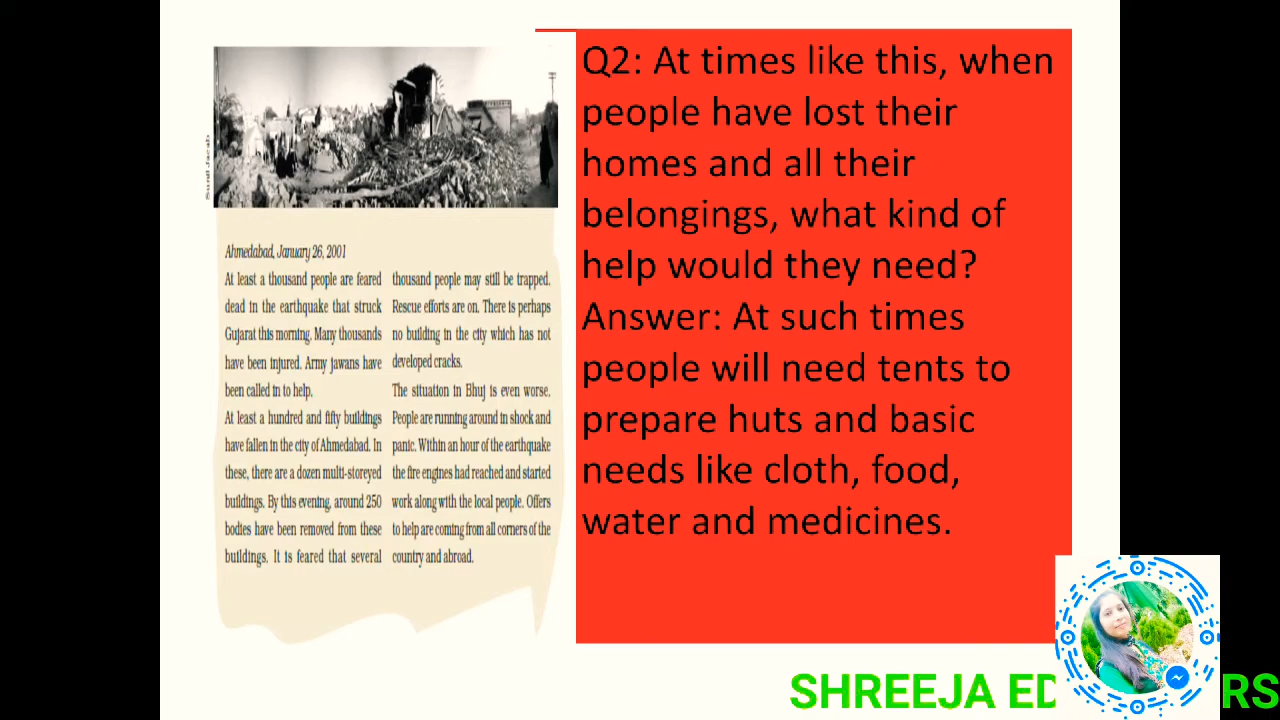 Sunil Jacob
Ahmedabad, January 26, 2001
At least a thousand people are feared
dead in the earthquake that struck
Gujarat this morning. Many thousands
have been injured. Army jawans have
been called in to help.
At least a hundred and fifty buildings
have fallen in the city of Ahmedabad. In
these, there are a dozen multi-storeyed
buildings. By this evening, around 250
bodies have been removed from these
buildings. It is feared that several
thousand people may still be trapped.
Rescue efforts are on. There is perhaps
no building in the city which has not
developed cracks.
The situation in Bhuj is even worse.
People are running around in shock and
panic. Within an hour of the earthquake
the fire engines had reached and started
work along with the local people. Offers
to help are coming from all corners of the
country and abroad.
Q2: At times like this, when
people have lost their
homes and all their
belongings, what kind of
help would they need?
Answer: At such times
people will need tents to
prepare huts and basic
needs like cloth, food,
water and medicines.
SHREEJA ED RS